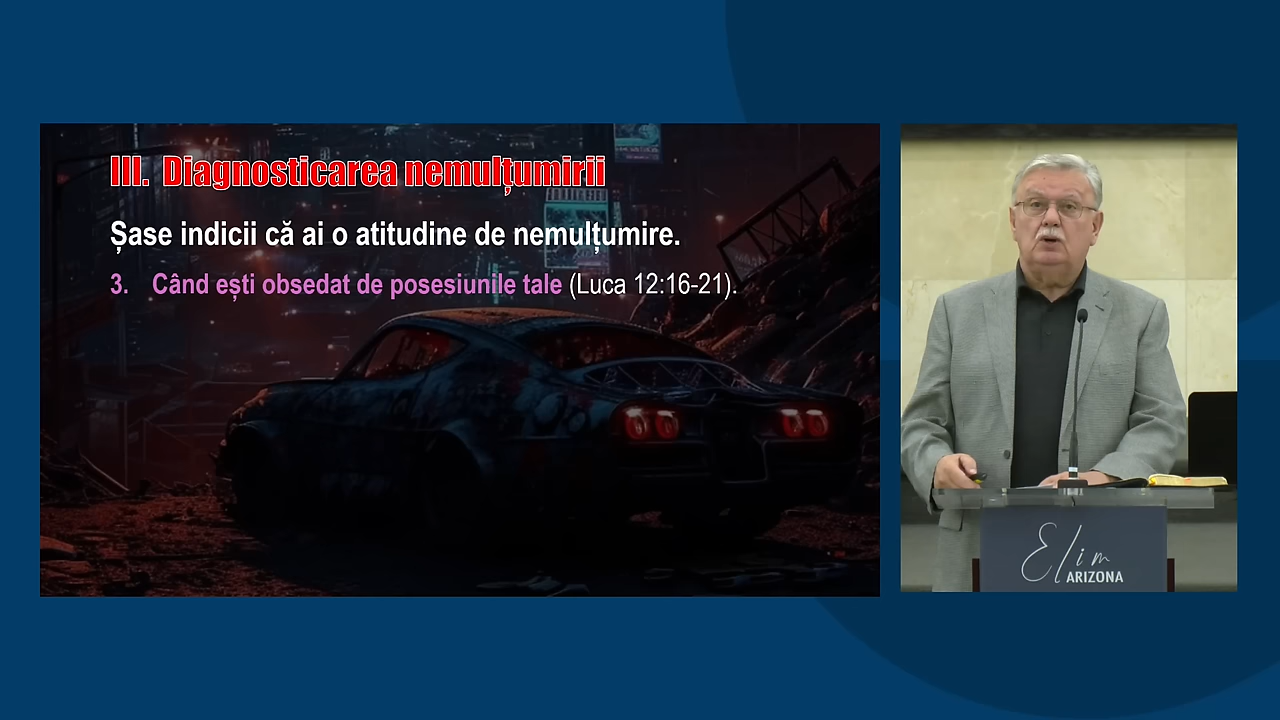 III. Diagnosticarea nemulțumirii
Șase indicii că ai o atitudine de nemulțumire.
3. Când ești obsedat de posesiunile tale (Luca 12:16-21).
Elim
ARIZONA